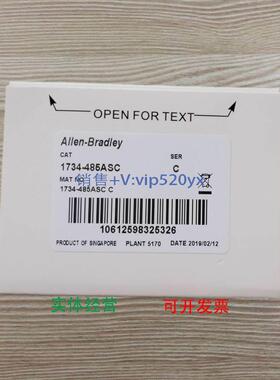 OPEN FOR TEXT
Allen-Bradley
CAT SER
1734-485ASC C
销售+V:vip520yx
MAT NO
1734-485ASC C
10612598325326
PRODUCT OF SINGAPORE PLANT 5170 DATE 2019/02/12
实体经营 可开发票